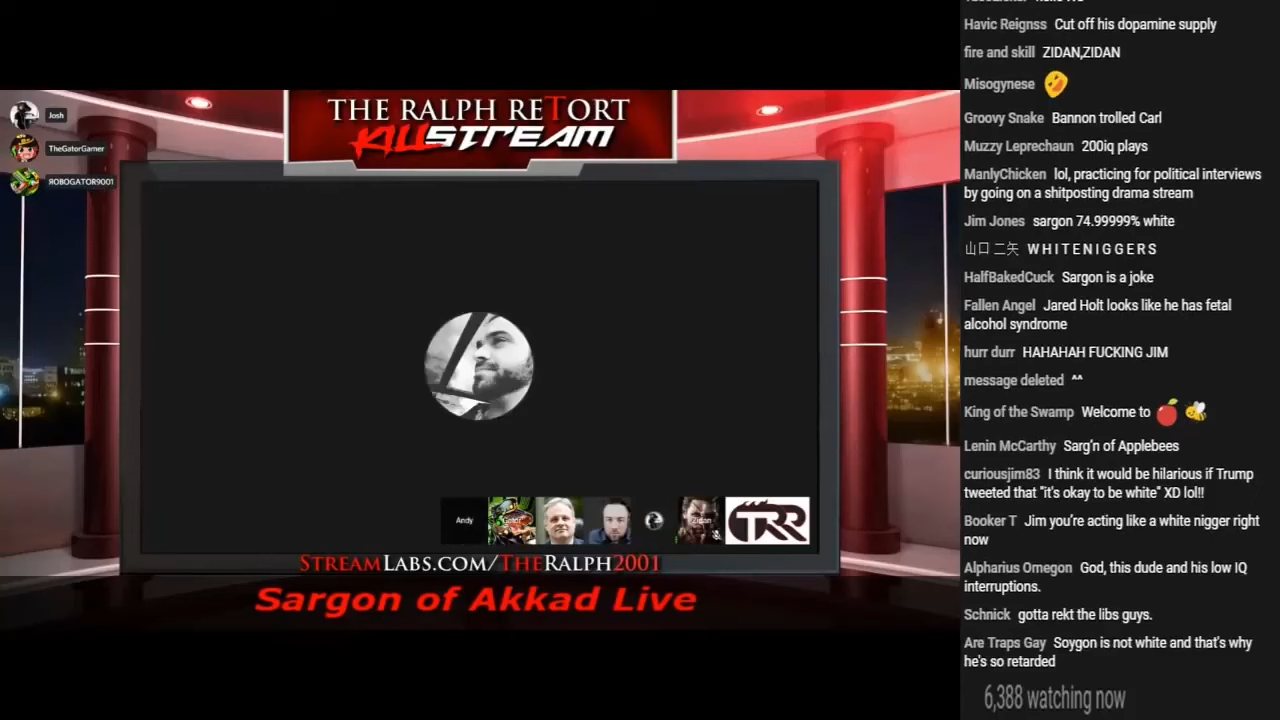 Havic Reignss Cut off his dopamine supply
fire and skill ZIDAN,ZIDAN
Misogynese
Groovy Snake Bannon trolled Carl
Muzzy Leprechaun 200iq plays
ManlyChicken lol, practicing for political interviews
by going on a shitposting drama stream
Jim Jones sargon 74.99999% white
山口 二矢 W H I T E N I G G E R S
HalfBakedCuck Sargon is a joke
Fallen Angel Jared Holt looks like he has fetal
alcohol syndrome
hurr durr HAHAHAH FUCKING JIM
message deleted ^^
King of the Swamp Welcome to
Lenin McCarthy Sarg'n of Applebees
curiousjim83 I think it would be hilarious if Trump
tweeted that "it's okay to be white" XD lol!!
Booker T Jim you're acting like a white nigger right
now
Alpharius Omegon God, this dude and his low IQ
interruptions.
Schnick gotta rekt the libs guys.
Are Traps Gay Soygon is not white and that's why
he's so retarded
6,388 watching now
Josh
TheGatorGamer
ЯOBOGATOR9001
THE RALPH RETORT
KILLSTREAM
Andy
Gator
Zidan
TRR
STREAMLABS.COM/THERALPH2001
Sargon of Akkad Live